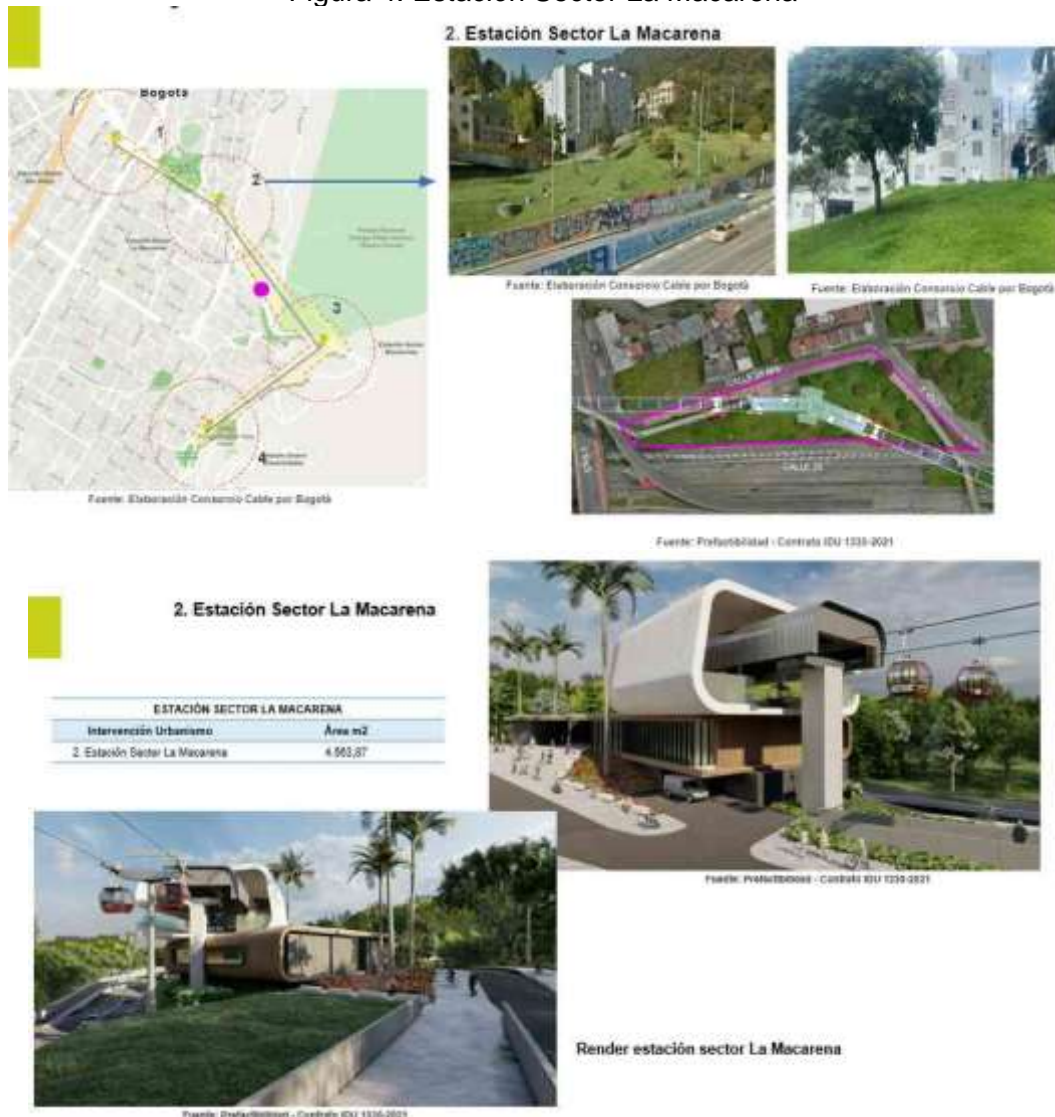 Figura 4. Estación Sector La Macarena
2. Estación Sector La Macarena
Bogotá
1
2
3
4
Fuente: Elaboración Consorcio Cable por Bogotá
Fuente: Elaboración Consorcio Cable por Bogotá
Fuente: Elaboración Consorcio Cable por Bogotá
CALLE 26
Fuente: Prefactibilidad - Contrato IDU 1330-2021
2. Estación Sector La Macarena
ESTACIÓN SECTOR LA MACARENA
Intervención Urbanismo Área m2
2. Estación Sector La Macarena 4.563,87
Fuente: Prefactibilidad - Contrato IDU 1330-2021
Render estación sector La Macarena
Fuente: Prefactibilidad - Contrato IDU 1330-2021